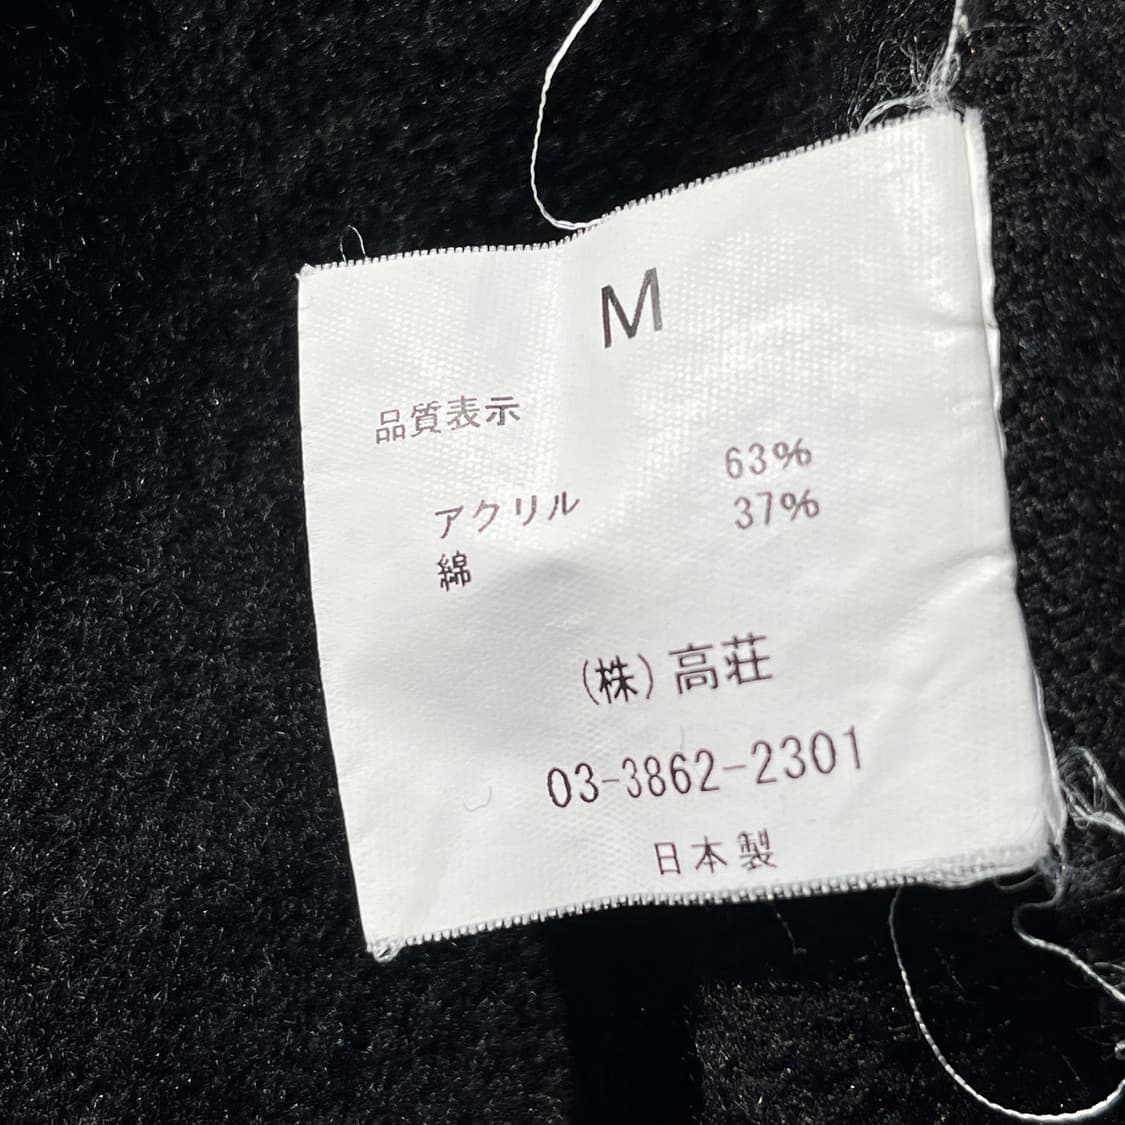 M
品質表示
アクリル 63%
綿 37%
(株)高荘
03-3862-2301
日本製